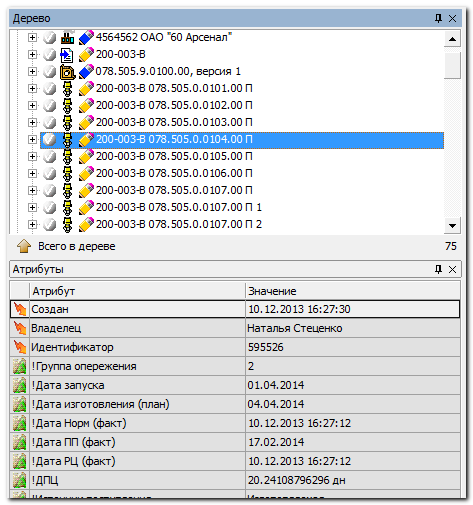 Дерево
4564562 ОАО "60 Арсенал"
200-003-В
078.505.9.0100.00, версия 1
200-003-В 078.505.0.0101.00 П
200-003-В 078.505.0.0102.00 П
200-003-В 078.505.0.0103.00 П
200-003-В 078.505.0.0104.00 П
200-003-В 078.505.0.0105.00 П
200-003-В 078.505.0.0106.00 П
200-003-В 078.505.0.0107.00 П
200-003-В 078.505.0.0107.00 П 1
200-003-В 078.505.0.0107.00 П 2
Всего в дереве 75
Атрибуты
Атрибут Значение
Создан 10.12.2013 16:27:30
Владелец Наталья Стеценко
Идентификатор 595526
!Группа опережения 2
!Дата запуска 01.04.2014
!Дата изготовления (план) 04.04.2014
!Дата Норм (факт) 10.12.2013 16:27:12
!Дата ПП (факт) 17.02.2014
!Дата РЦ (факт) 10.12.2013 16:27:12
!ДПЦ 20.24108796296 дн